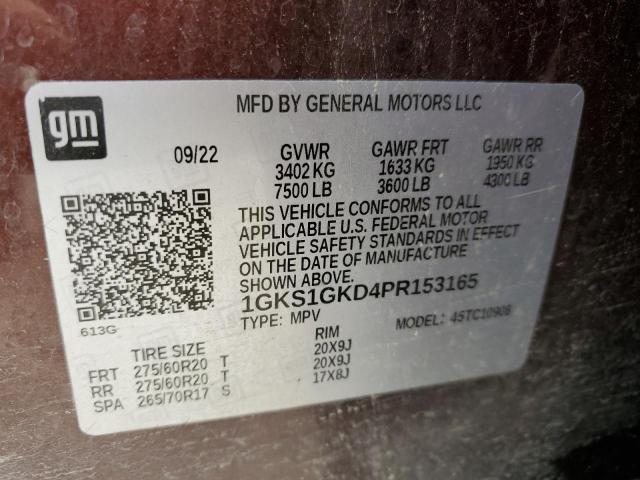 gm
MFD BY GENERAL MOTORS LLC
09/22 GVWR GAWR FRT GAWR RR
3402 KG 1633 KG 1950 KG
7500 LB 3600 LB 4300 LB
THIS VEHICLE CONFORMS TO ALL
APPLICABLE U.S. FEDERAL MOTOR
VEHICLE SAFETY STANDARDS IN EFFECT
ON THE DATE OF MANUFACTURE
SHOWN ABOVE.
1GKS1GKD4PR153165
613G TYPE: MPV MODEL: 45TC10906
TIRE SIZE RIM
FRT 275/60R20 T 20X9J
RR 275/60R20 T 20X9J
SPA 265/70R17 S 17X8J